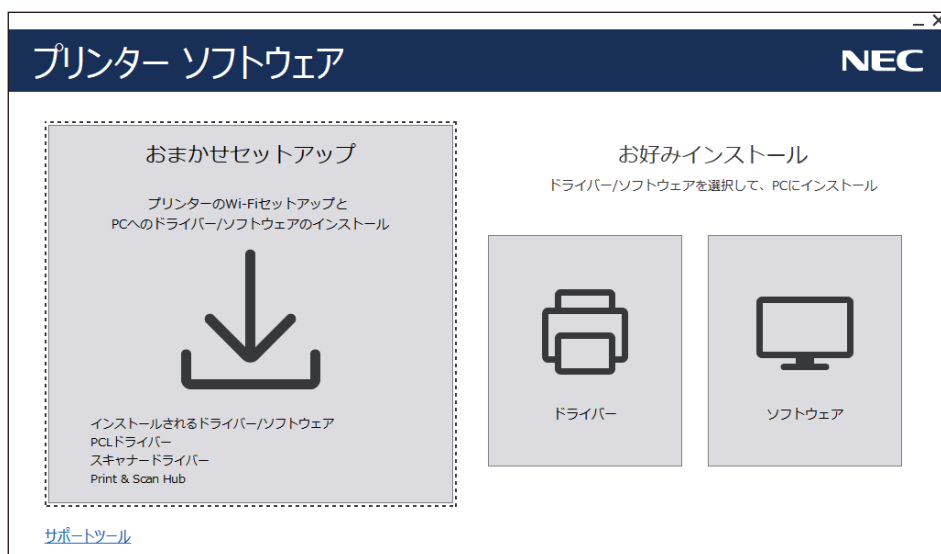 プリンター ソフトウェア
NEC
おまかせセットアップ
プリンターのWi-Fiセットアップと
PCへのドライバー/ソフトウェアのインストール
インストールされるドライバー/ソフトウェア
PCLドライバー
スキャナードライバー
Print & Scan Hub
お好みインストール
ドライバー/ソフトウェアを選択して、PCにインストール
ドライバー
ソフトウェア
サポートツール